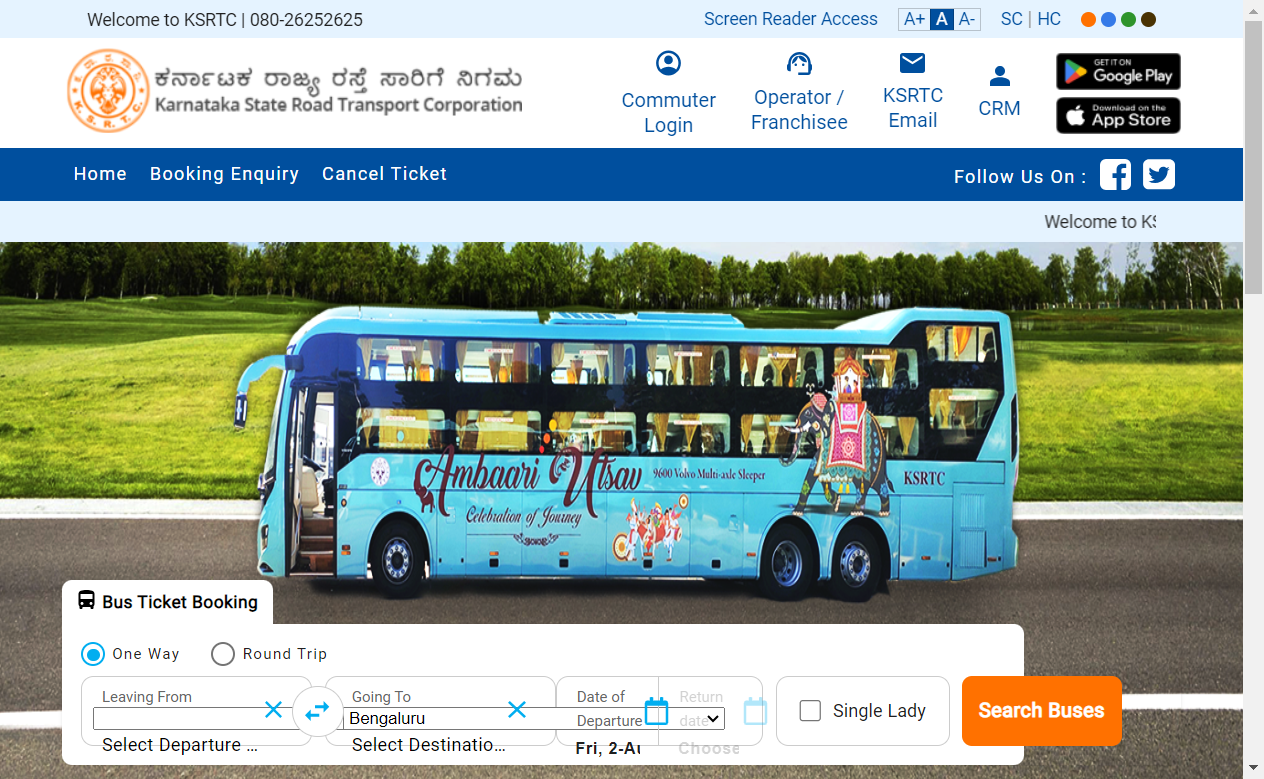 Welcome to KSRTC | 080-26252625
Screen Reader Access
A+ A A-
SC | HC
ಕರ್ನಾಟಕ ರಾಜ್ಯ ರಸ್ತೆ ಸಾರಿಗೆ ನಿಗಮ
Karnataka State Road Transport Corporation
K.S.R.T.C.
Commuter
Login
Operator /
Franchisee
KSRTC
Email
CRM
GET IT ON
Google Play
Download on the
App Store
Home
Booking Enquiry
Cancel Ticket
Follow Us On :
Welcome to KS
Ambaari Utsav
9600 Volvo Multi-axle Sleeper
KSRTC
Celebration of Journey
Bus Ticket Booking
One Way
Round Trip
Leaving From
Select Departure ...
Going To
Bengaluru
Select Destinatio...
Date of
Departure
Fri, 2-Au
Return
date
Choose
Single Lady
Search Buses